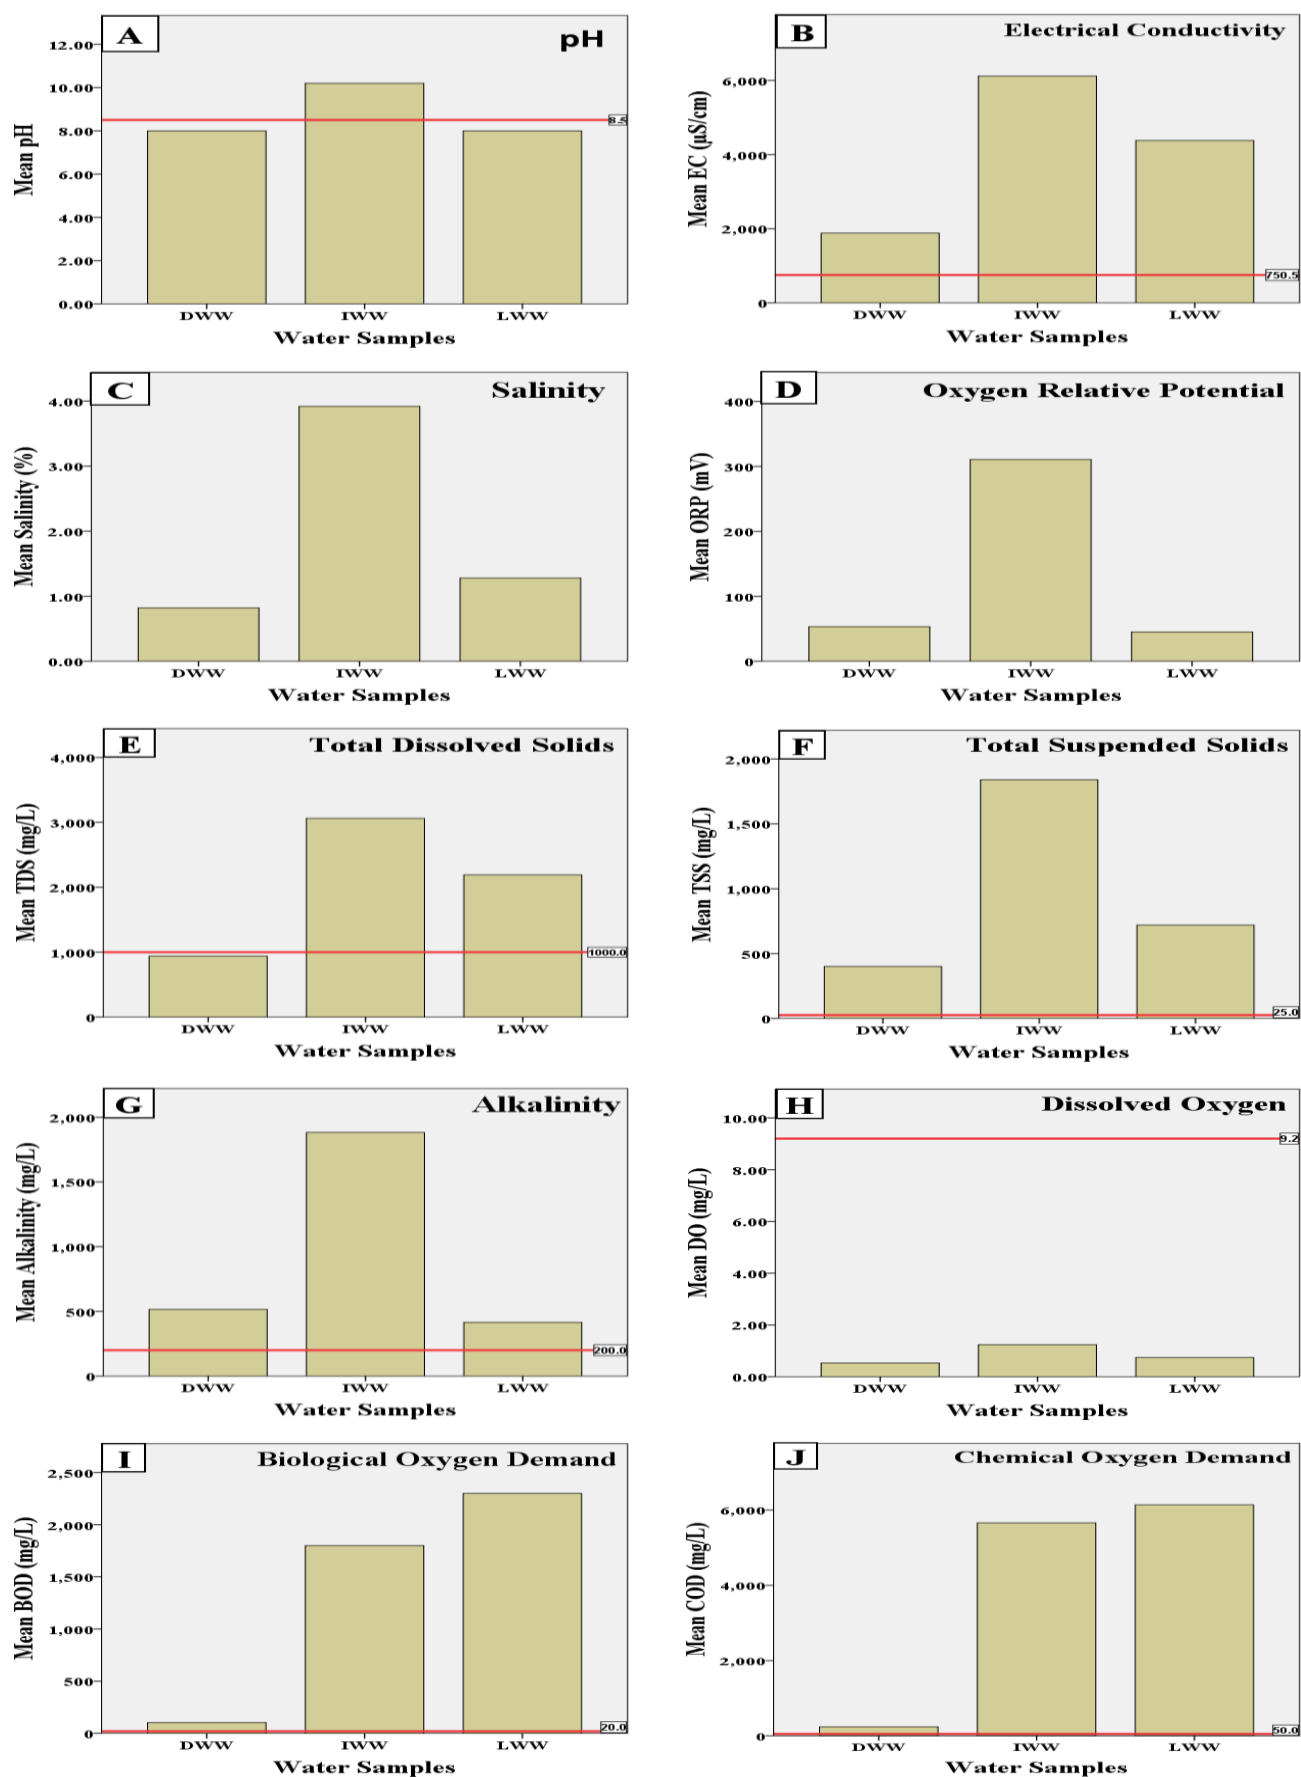 A
pH
Mean pH
12.00
10.00
8.00
6.00
4.00
2.00
0.00
8.5
DWW IWW LWW
Water Samples
B
Electrical Conductivity
Mean EC (µS/cm)
6,000
4,000
2,000
0
750.5
DWW IWW LWW
Water Samples
C
Salinity
Mean Salinity (%)
4.00
3.00
2.00
1.00
0.00
DWW IWW LWW
Water Samples
D
Oxygen Relative Potential
Mean ORP (mV)
400
300
200
100
0
DWW IWW LWW
Water Samples
E
Total Dissolved Solids
Mean TDS (mg/L)
4,000
3,000
2,000
1,000
0
1000.0
DWW IWW LWW
Water Samples
F
Total Suspended Solids
Mean TSS (mg/L)
2,000
1,500
1,000
500
0
25.0
DWW IWW LWW
Water Samples
G
Alkalinity
Mean Alkalinity (mg/L)
2,000
1,500
1,000
500
0
200.0
DWW IWW LWW
Water Samples
H
Dissolved Oxygen
Mean DO (mg/L)
10.00
8.00
6.00
4.00
2.00
0.00
9.2
DWW IWW LWW
Water Samples
I
Biological Oxygen Demand
Mean BOD (mg/L)
2,500
2,000
1,500
1,000
500
0
20.0
DWW IWW LWW
Water Samples
J
Chemical Oxygen Demand
Mean COD (mg/L)
6,000
4,000
2,000
0
50.0
DWW IWW LWW
Water Samples